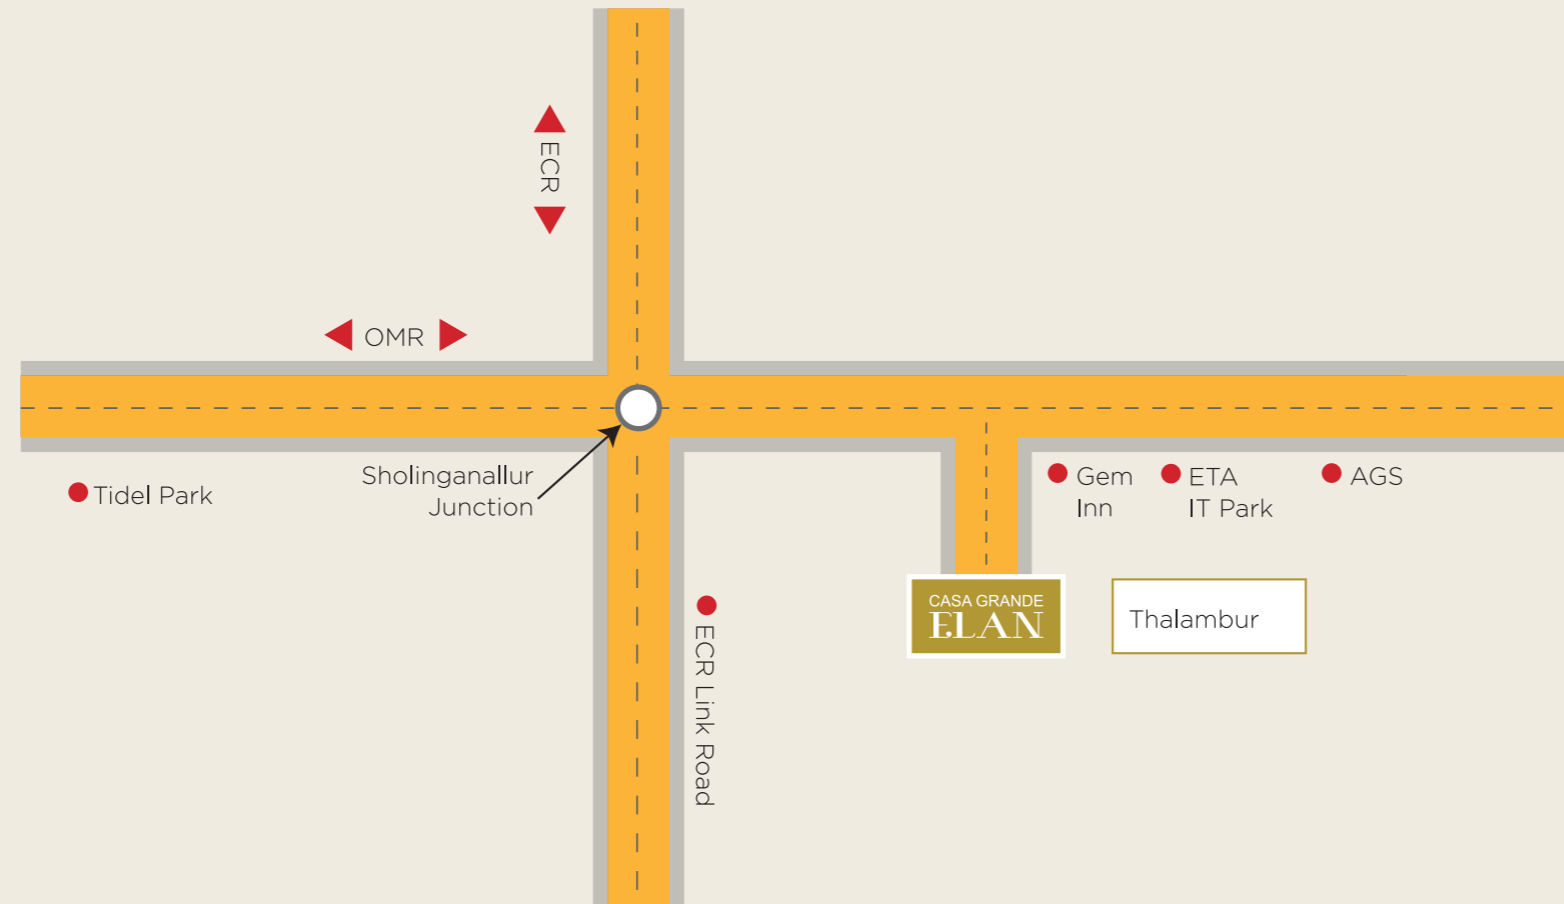 ECR
OMR
Tidel Park
Sholinganallur
Junction
Gem
Inn
ETA
IT Park
AGS
ECR Link Road
CASA GRANDE
ELAN
Thalambur